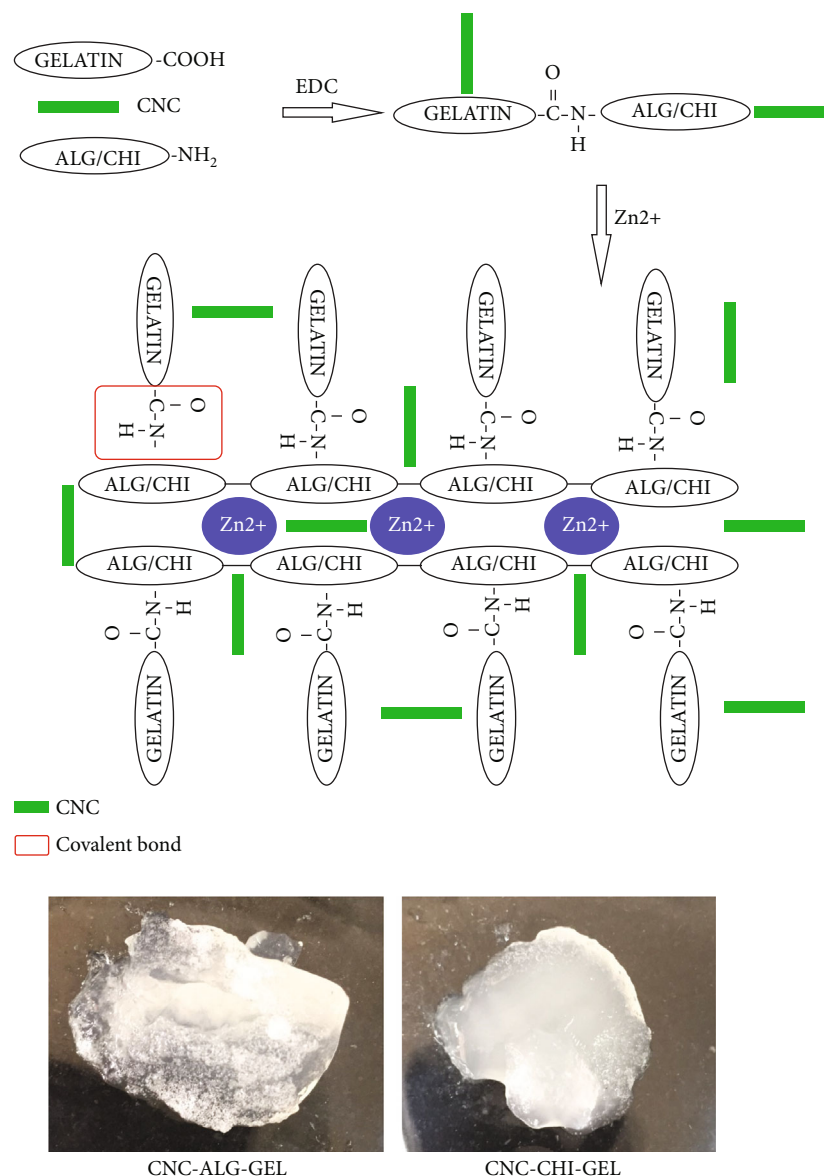 GELATIN -COOH
CNC
ALG/CHI -NH2
EDC
O
GELATIN -C-N- ALG/CHI
H
Zn2+
GELATIN GELATIN GELATIN GELATIN
-C-N- O H -C-N- O H -C-N- O H -C-N- O H
ALG/CHI ALG/CHI ALG/CHI ALG/CHI
Zn2+ Zn2+ Zn2+
ALG/CHI ALG/CHI ALG/CHI ALG/CHI
-N-C- H O -N-C- H O -N-C- H O -N-C- H O
GELATIN GELATIN GELATIN GELATIN
CNC
Covalent bond
CNC-ALG-GEL CNC-CHI-GEL